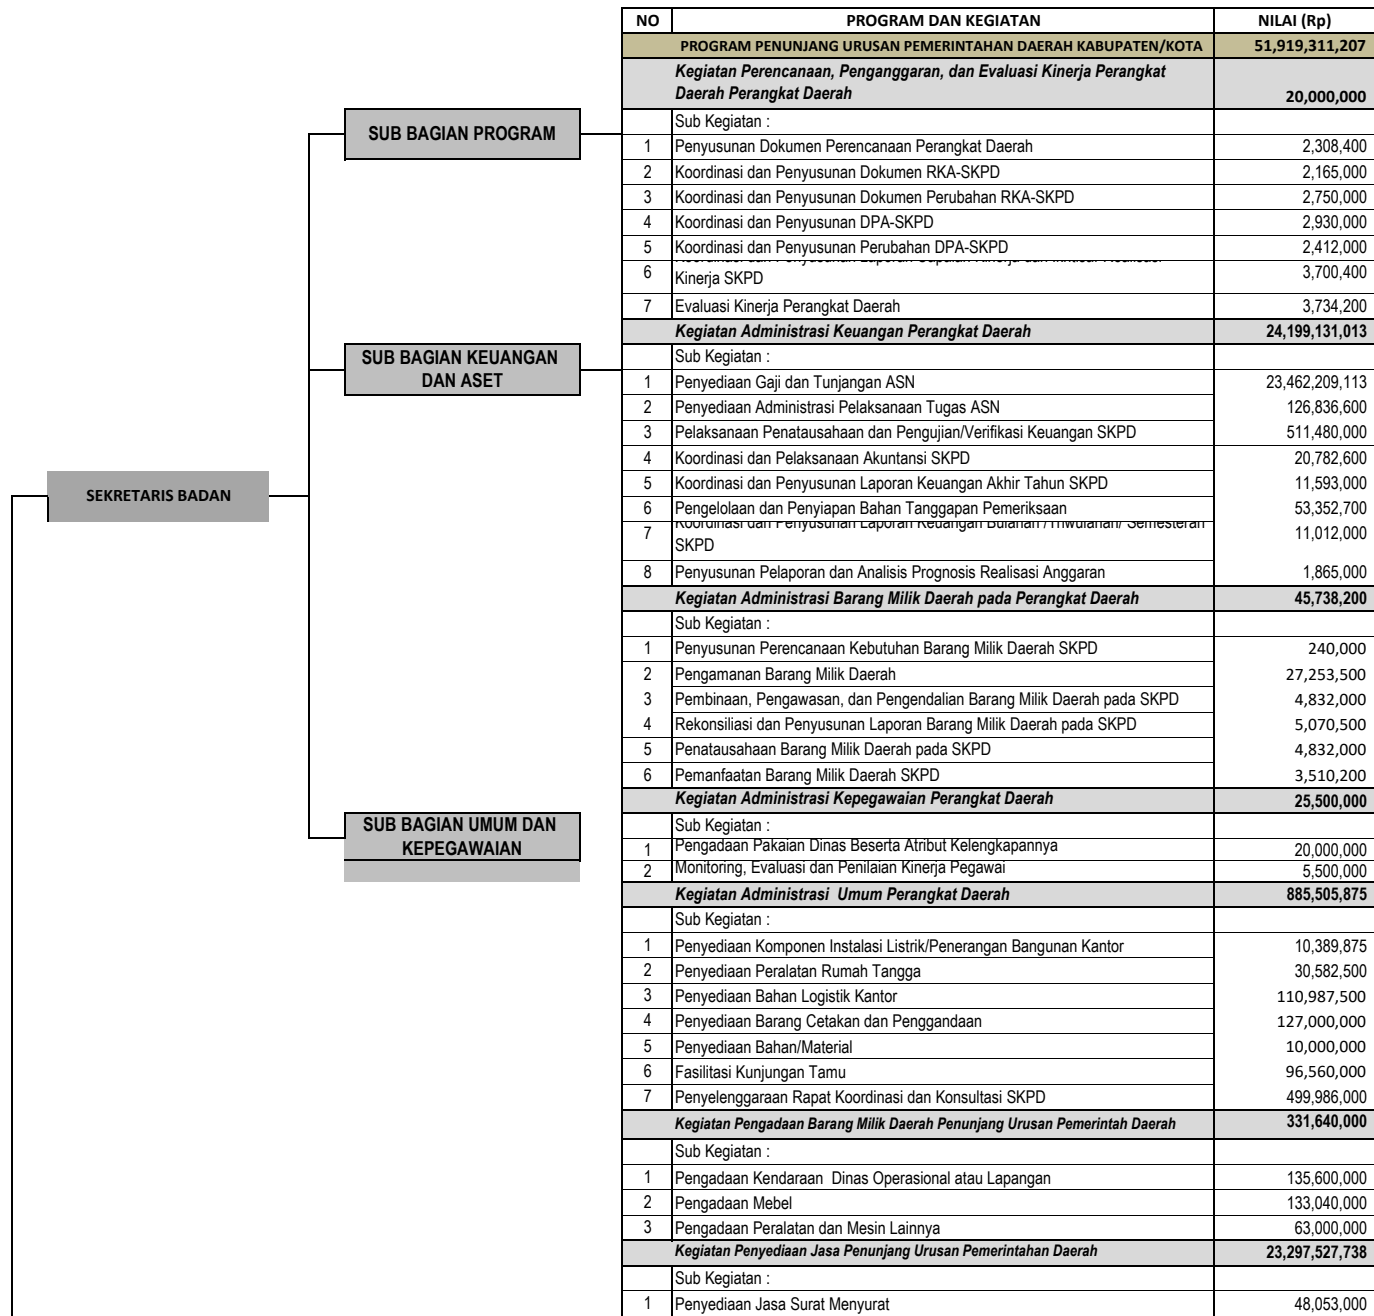 NO PROGRAM DAN KEGIATAN NILAI (Rp)
PROGRAM PENUNJANG URUSAN PEMERINTAHAN DAERAH KABUPATEN/KOTA 51,919,311,207
Kegiatan Perencanaan, Penganggaran, dan Evaluasi Kinerja Perangkat
Daerah Perangkat Daerah 20,000,000
SUB BAGIAN PROGRAM
Sub Kegiatan :
1 Penyusunan Dokumen Perencanaan Perangkat Daerah 2,308,400
2 Koordinasi dan Penyusunan Dokumen RKA-SKPD 2,165,000
3 Koordinasi dan Penyusunan Dokumen Perubahan RKA-SKPD 2,750,000
4 Koordinasi dan Penyusunan DPA-SKPD 2,930,000
5 Koordinasi dan Penyusunan Perubahan DPA-SKPD 2,412,000
6 Kinerja SKPD 3,700,400
7 Evaluasi Kinerja Perangkat Daerah 3,734,200
Kegiatan Administrasi Keuangan Perangkat Daerah 24,199,131,013
SUB BAGIAN KEUANGAN
DAN ASET
Sub Kegiatan :
1 Penyediaan Gaji dan Tunjangan ASN 23,462,209,113
2 Penyediaan Administrasi Pelaksanaan Tugas ASN 126,836,600
3 Pelaksanaan Penatausahaan dan Pengujian/Verifikasi Keuangan SKPD 511,480,000
4 Koordinasi dan Pelaksanaan Akuntansi SKPD 20,782,600
5 Koordinasi dan Penyusunan Laporan Keuangan Akhir Tahun SKPD 11,593,000
SEKRETARIS BADAN
6 Pengelolaan dan Penyiapan Bahan Tanggapan Pemeriksaan 53,352,700
7 Koordinasi dan Penyusunan Laporan Keuangan Bulanan /Triwulanan/ Semesteran
SKPD 11,012,000
8 Penyusunan Pelaporan dan Analisis Prognosis Realisasi Anggaran 1,865,000
Kegiatan Administrasi Barang Milik Daerah pada Perangkat Daerah 45,738,200
Sub Kegiatan :
1 Penyusunan Perencanaan Kebutuhan Barang Milik Daerah SKPD 240,000
2 Pengamanan Barang Milik Daerah 27,253,500
3 Pembinaan, Pengawasan, dan Pengendalian Barang Milik Daerah pada SKPD 4,832,000
4 Rekonsiliasi dan Penyusunan Laporan Barang Milik Daerah pada SKPD 5,070,500
5 Penatausahaan Barang Milik Daerah pada SKPD 4,832,000
6 Pemanfaatan Barang Milik Daerah SKPD 3,510,200
Kegiatan Administrasi Kepegawaian Perangkat Daerah 25,500,000
SUB BAGIAN UMUM DAN
KEPEGAWAIAN
Sub Kegiatan :
1 Pengadaan Pakaian Dinas Beserta Atribut Kelengkapannya 20,000,000
2 Monitoring, Evaluasi dan Penilaian Kinerja Pegawai 5,500,000
Kegiatan Administrasi Umum Perangkat Daerah 885,505,875
Sub Kegiatan :
1 Penyediaan Komponen Instalasi Listrik/Penerangan Bangunan Kantor 10,389,875
2 Penyediaan Peralatan Rumah Tangga 30,582,500
3 Penyediaan Bahan Logistik Kantor 110,987,500
4 Penyediaan Barang Cetakan dan Penggandaan 127,000,000
5 Penyediaan Bahan/Material 10,000,000
6 Fasilitasi Kunjungan Tamu 96,560,000
7 Penyelenggaraan Rapat Koordinasi dan Konsultasi SKPD 499,986,000
Kegiatan Pengadaan Barang Milik Daerah Penunjang Urusan Pemerintah Daerah 331,640,000
Sub Kegiatan :
1 Pengadaan Kendaraan Dinas Operasional atau Lapangan 135,600,000
2 Pengadaan Mebel 133,040,000
3 Pengadaan Peralatan dan Mesin Lainnya 63,000,000
Kegiatan Penyediaan Jasa Penunjang Urusan Pemerintahan Daerah 23,297,527,738
Sub Kegiatan :
1 Penyediaan Jasa Surat Menyurat 48,053,000